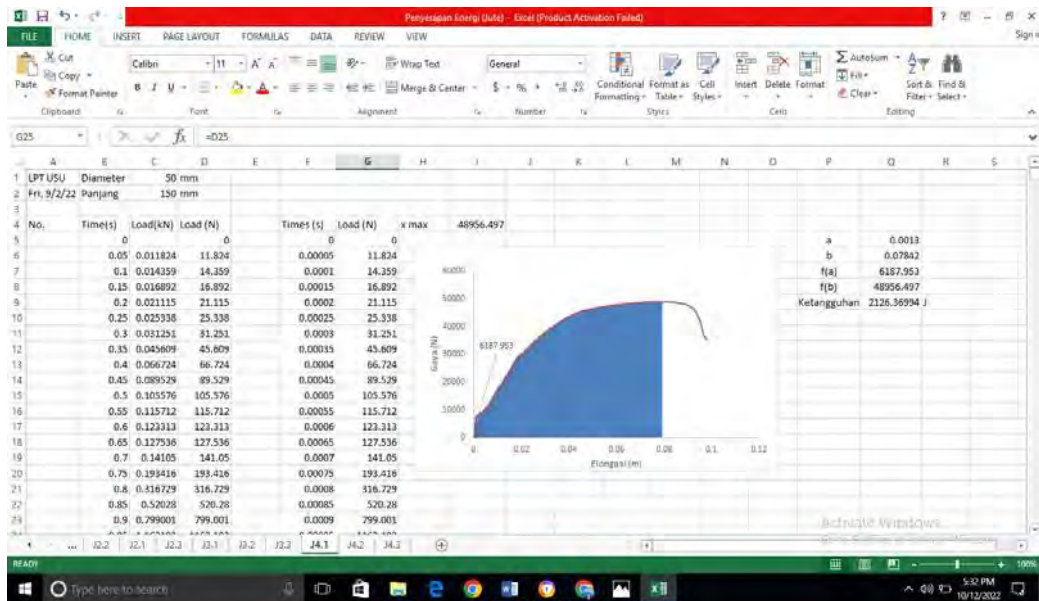 Penyerapan Energi (Jute) - Excel (Product Activation Failed)
FILE HOME INSERT PAGE LAYOUT FORMULAS DATA REVIEW VIEW Sign
Cut Calibri 11 Wrap Text General AutoSum
Copy Fill
Paste Format Painter Merge & Center Conditional Formatting Format as Table Cell Styles Insert Delete Format Clear Sort & Filter Find & Select
Clipboard Font Alignment Number Styles Cells Editing
G25 =D25
A B C D E F G H I J K L M N O P Q R S
1 LPT USU Diameter 50 mm
2 Fri, 9/2/22 Panjang 150 mm
3
4 No. Time(s) Load(kN) Load (N) Times (s) Load (N) x max 48956.497
5 0 0 0 0 a 0.0013
6 0.05 0.011824 11.824 0.00005 11.824 b 0.07842
7 0.1 0.014359 14.359 0.0001 14.359 f(a) 6187.953
8 0.15 0.016892 16.892 0.00015 16.892 f(b) 48956.497
9 0.2 0.021115 21.115 0.0002 21.115 Ketangguhan 2126.36994 J
10 0.25 0.025338 25.338 0.00025 25.338
11 0.3 0.031251 31.251 0.0003 31.251
12 0.35 0.045609 45.609 0.00035 45.609
13 0.4 0.066724 66.724 0.0004 66.724
14 0.45 0.089529 89.529 0.00045 89.529
15 0.5 0.105576 105.576 0.0005 105.576
16 0.55 0.115712 115.712 0.00055 115.712
17 0.6 0.123313 123.313 0.0006 123.313
18 0.65 0.127536 127.536 0.00065 127.536
19 0.7 0.14105 141.05 0.0007 141.05
20 0.75 0.193416 193.416 0.00075 193.416
21 0.8 0.316729 316.729 0.0008 316.729
22 0.85 0.52028 520.28 0.00085 520.28
23 0.9 0.799001 799.001 0.0009 799.001
60000
50000
40000
30000
20000
10000
0
Gaya (N)
6187.953
0 0.02 0.04 0.06 0.08 0.1 0.12
Elongasi (m)
Activate Windows
... J2.2 J2.1 J2.3 J3.1 J3.2 J3.3 J4.1 J4.2 J4.3
READY 100%
Type here to search
5:32 PM
10/12/2022